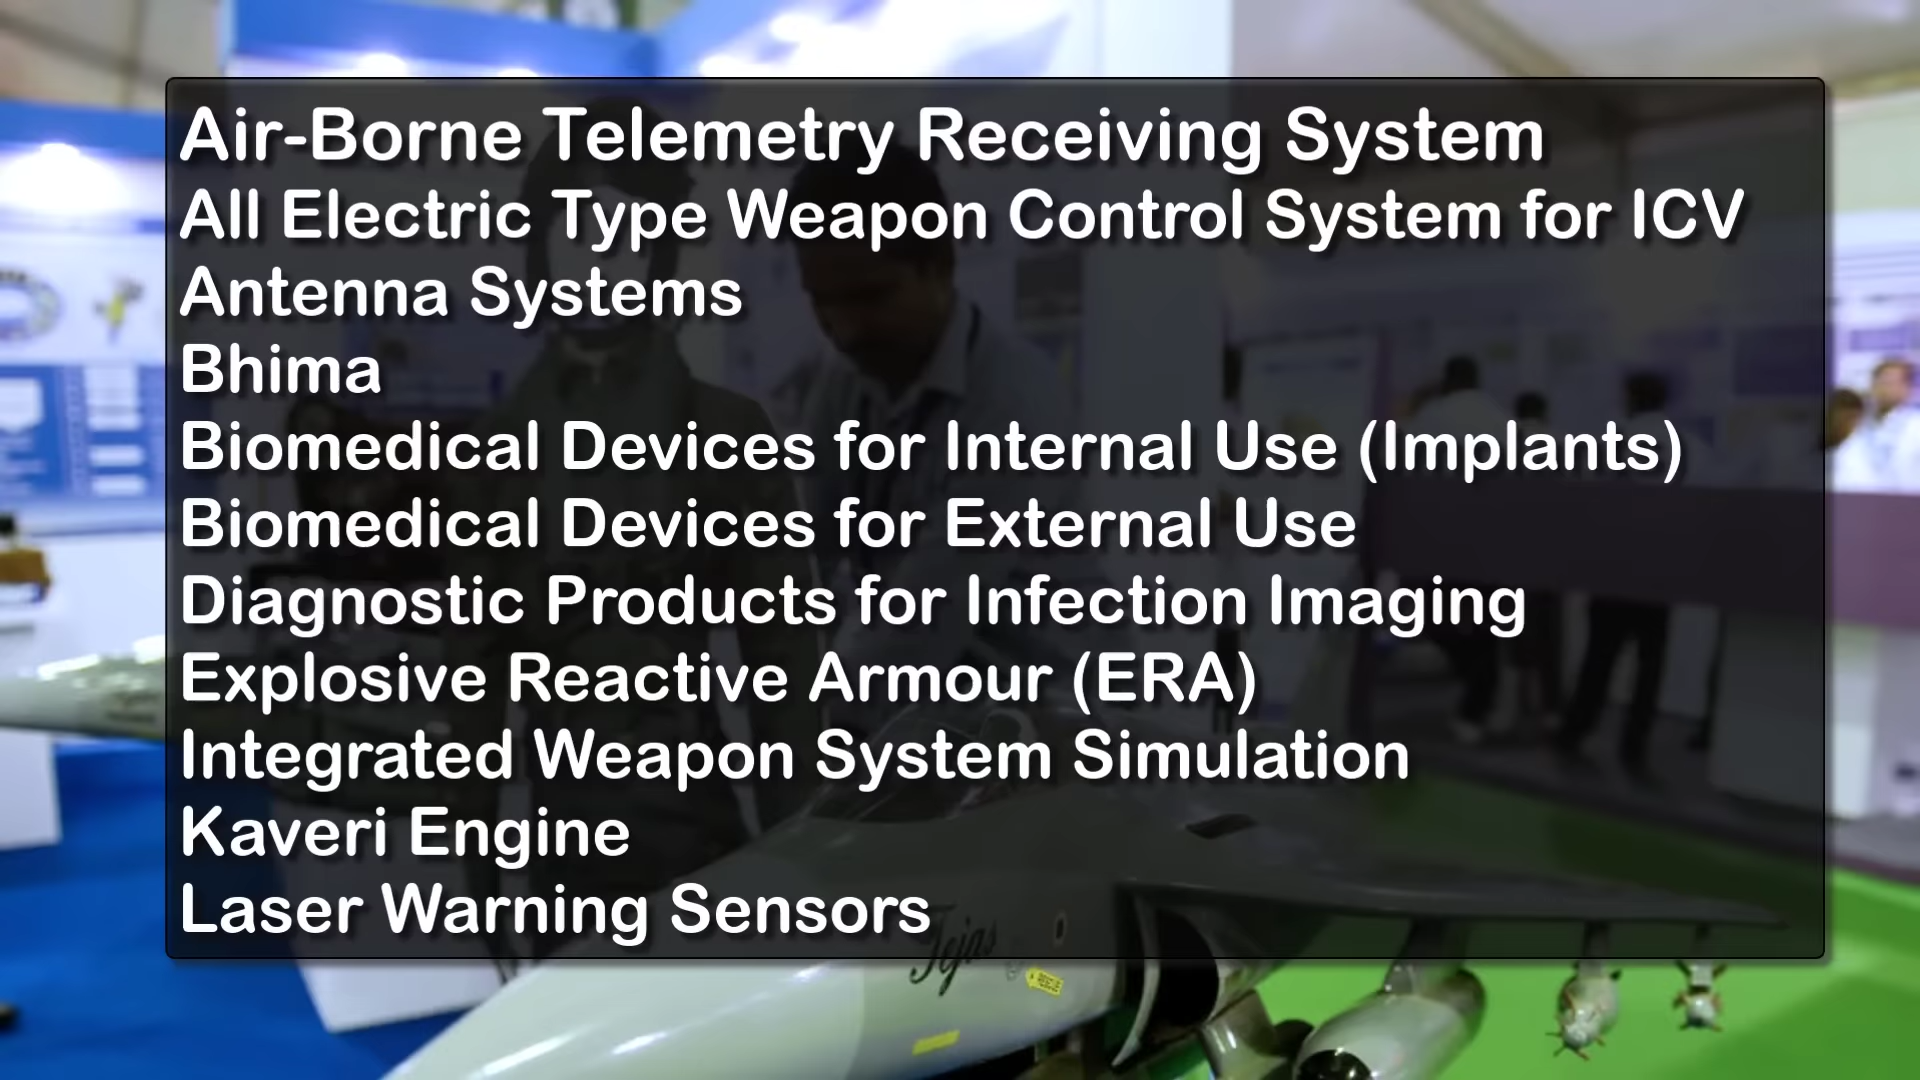 Air-Borne Telemetry Receiving System
All Electric Type Weapon Control System for ICV
Antenna Systems
Bhima
Biomedical Devices for Internal Use (Implants)
Biomedical Devices for External Use
Diagnostic Products for Infection Imaging
Explosive Reactive Armour (ERA)
Integrated Weapon System Simulation
Kaveri Engine
Laser Warning Sensors
Tejas